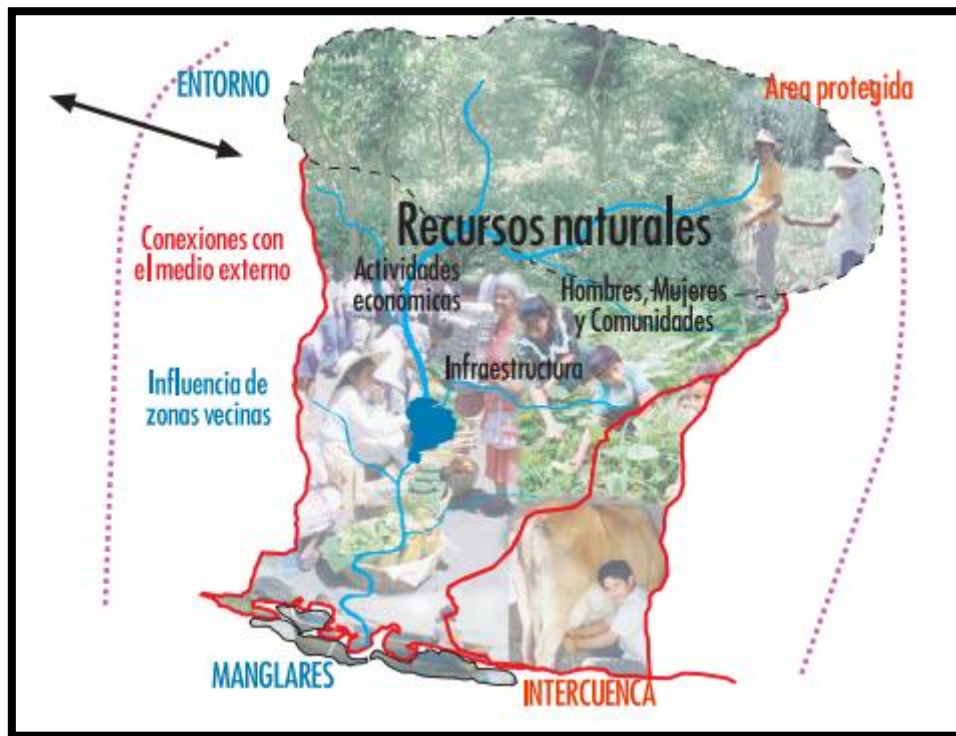 ENTORNO
Area protegida
Recursos naturales
Conexiones con
el medio externo
Actividades
económicas
Hombres, Mujeres
y Comunidades
Infraestructura
Influencia de
zonas vecinas
MANGLARES
INTERCUENCA